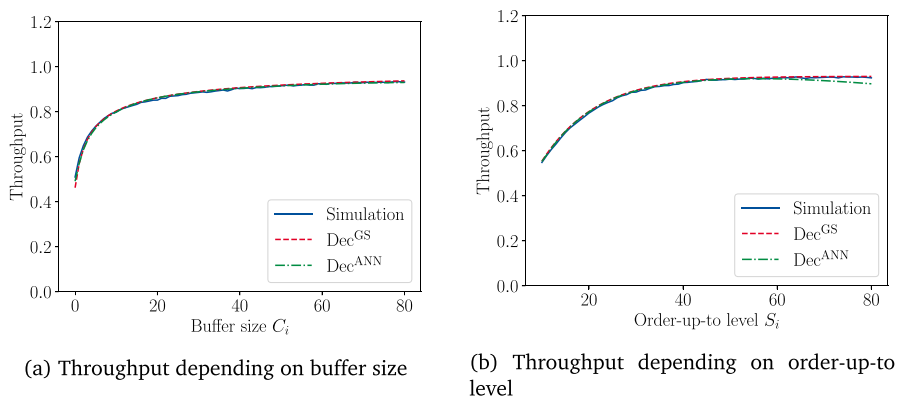 1.2
1.0
0.8
0.6
0.4
0.2
0.0
Throughput
Simulation
Dec^GS
Dec^ANN
0 20 40 60 80
Buffer size C_i
(a) Throughput depending on buffer size
1.2
1.0
0.8
0.6
0.4
0.2
0.0
Throughput
Simulation
Dec^GS
Dec^ANN
20 40 60 80
Order-up-to level S_i
(b) Throughput depending on order-up-to
level